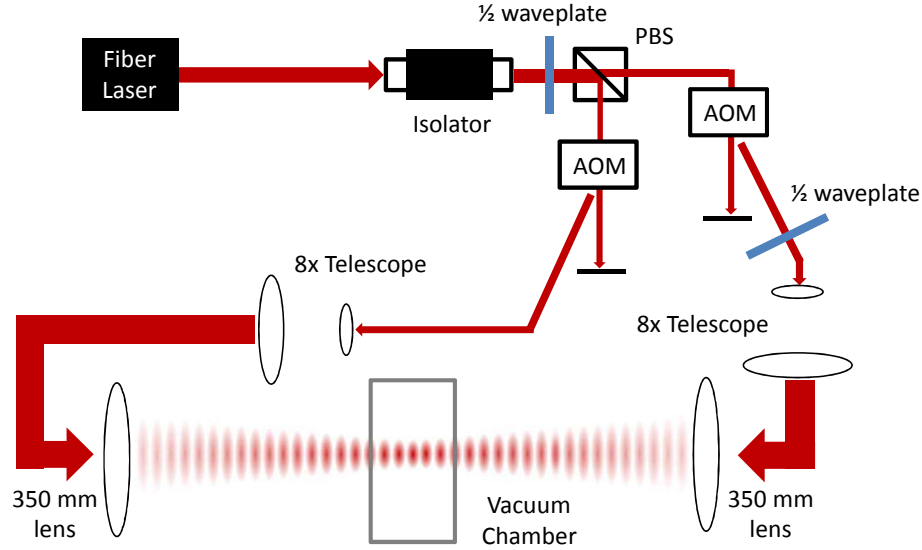 ½ waveplate
PBS
Fiber
Laser
Isolator
AOM
AOM
½ waveplate
8x Telescope
8x Telescope
350 mm
lens
Vacuum
Chamber
350 mm
lens